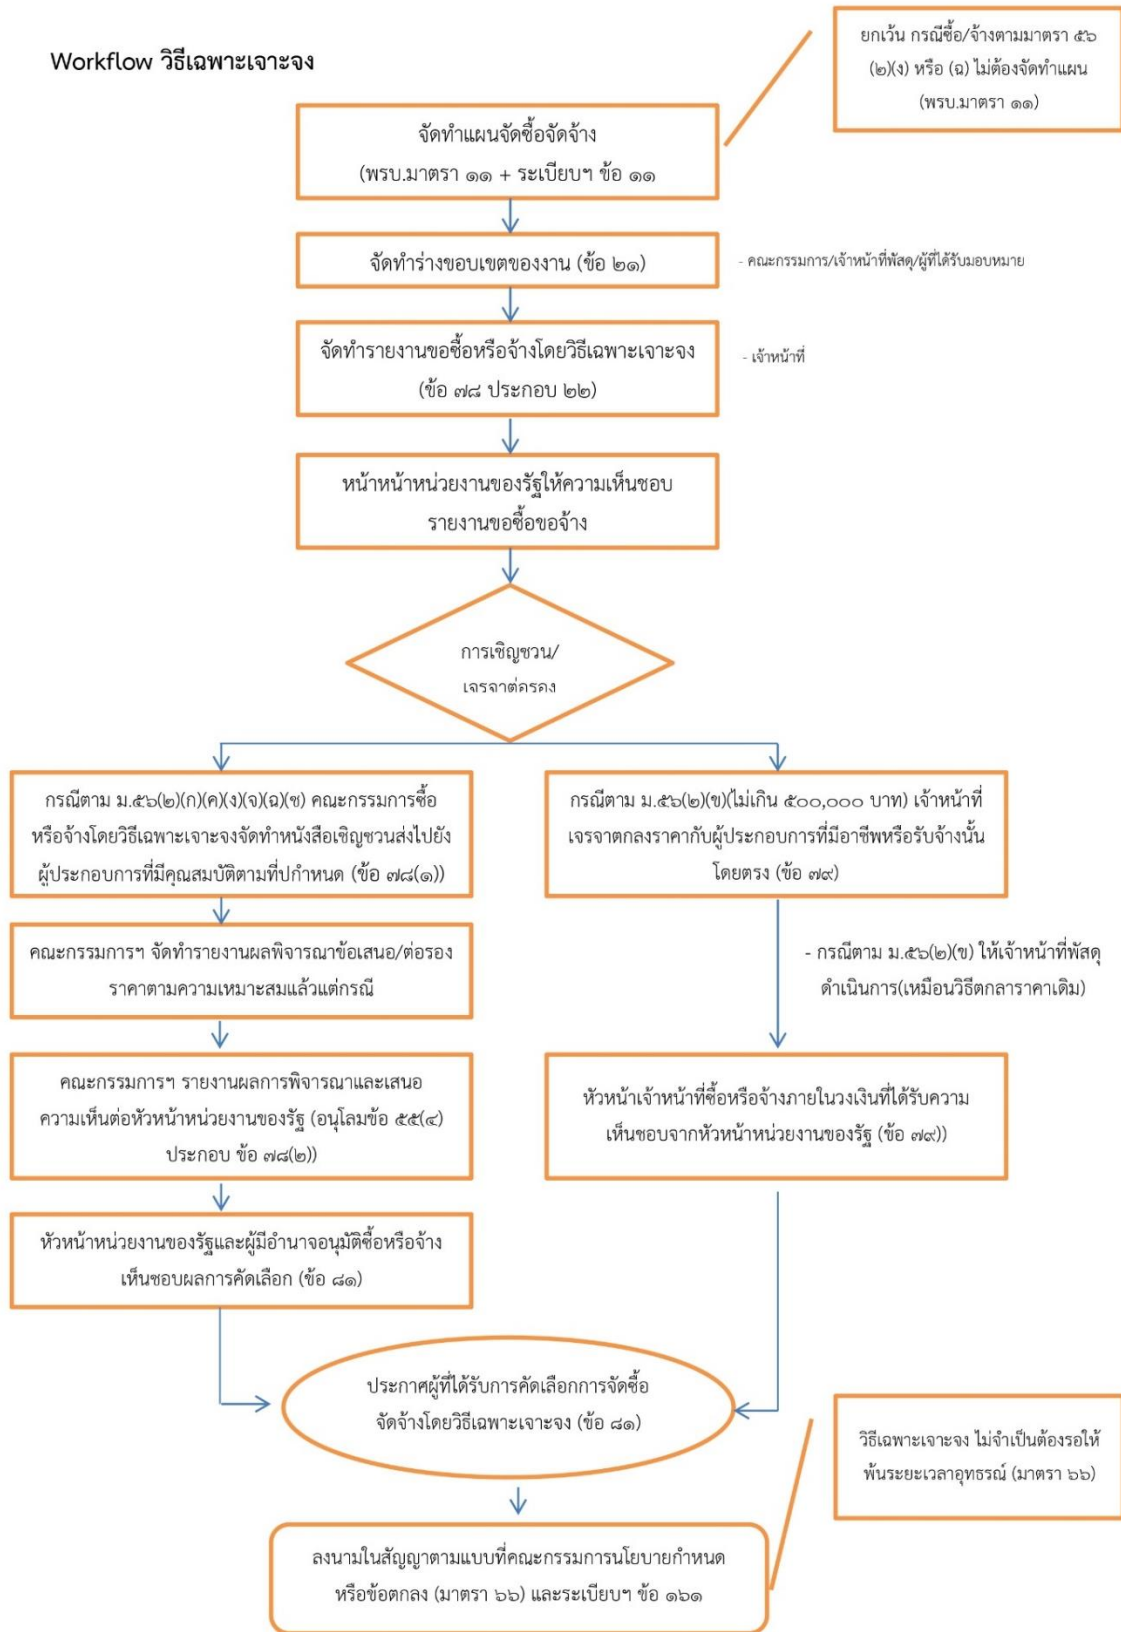 Workflow วิธีเฉพาะเจาะจง
ยกเว้น กรณีซื้อ/จ้างตามมาตรา ๕๖
(๒)(ง) หรือ (ฉ) ไม่ต้องจัดทำแผน
(พรบ.มาตรา ๑๑)
จัดทำแผนจัดซื้อจัดจ้าง
(พรบ.มาตรา ๑๑ + ระเบียบฯ ข้อ ๑๑
จัดทำร่างขอบเขตของงาน (ข้อ ๒๑)
- คณะกรรมการ/เจ้าหน้าที่พัสดุ/ผู้ที่ได้รับมอบหมาย
จัดทำรายงานขอซื้อหรือจ้างโดยวิธีเฉพาะเจาะจง
(ข้อ ๗๘ ประกอบ ๒๒)
- เจ้าหน้าที่
หน้าหน้าหน่วยงานของรัฐให้ความเห็นชอบ
รายงานขอซื้อขอจ้าง
การเชิญชวน/
เจรจาต่อรอง
กรณีตาม ม.๕๖(๒)(ก)(ค)(ง)(จ)(ฉ)(ช) คณะกรรมการซื้อ
หรือจ้างโดยวิธีเฉพาะเจาะจงจัดทำหนังสือเชิญชวนส่งไปยัง
ผู้ประกอบการที่มีคุณสมบัติตามที่ปกำหนด (ข้อ ๗๘(๑))
กรณีตาม ม.๕๖(๒)(ข)(ไม่เกิน ๕๐๐,๐๐๐ บาท) เจ้าหน้าที่
เจรจาตกลงราคากับผู้ประกอบการที่มีอาชีพหรือรับจ้างนั้น
โดยตรง (ข้อ ๗๙)
คณะกรรมการฯ จัดทำรายงานผลพิจารณาข้อเสนอ/ต่อรอง
ราคาตามความเหมาะสมแล้วแต่กรณี
- กรณีตาม ม.๕๖(๒)(ข) ให้เจ้าหน้าที่พัสดุ
ดำเนินการ(เหมือนวิธีตกลาราคาเดิม)
คณะกรรมการฯ รายงานผลการพิจารณาและเสนอ
ความเห็นต่อหัวหน้าหน่วยงานของรัฐ (อนุโลมข้อ ๕๕(๔)
ประกอบ ข้อ ๗๘(๒))
หัวหน้าเจ้าหน้าที่ซื้อหรือจ้างภายในวงเงินที่ได้รับความ
เห็นชอบจากหัวหน้าหน่วยงานของรัฐ (ข้อ ๗๙))
หัวหน้าหน่วยงานของรัฐและผู้มีอำนาจอนุมัติซื้อหรือจ้าง
เห็นชอบผลการคัดเลือก (ข้อ ๘๑)
ประกาศผู้ที่ได้รับการคัดเลือกการจัดซื้อ
จัดจ้างโดยวิธีเฉพาะเจาะจง (ข้อ ๘๑)
วิธีเฉพาะเจาะจง ไม่จำเป็นต้องรอให้
พ้นระยะเวลาอุทธรณ์ (มาตรา ๖๖)
ลงนามในสัญญาตามแบบที่คณะกรรมการนโยบายกำหนด
หรือข้อตกลง (มาตรา ๖๖) และระเบียบฯ ข้อ ๑๖๑